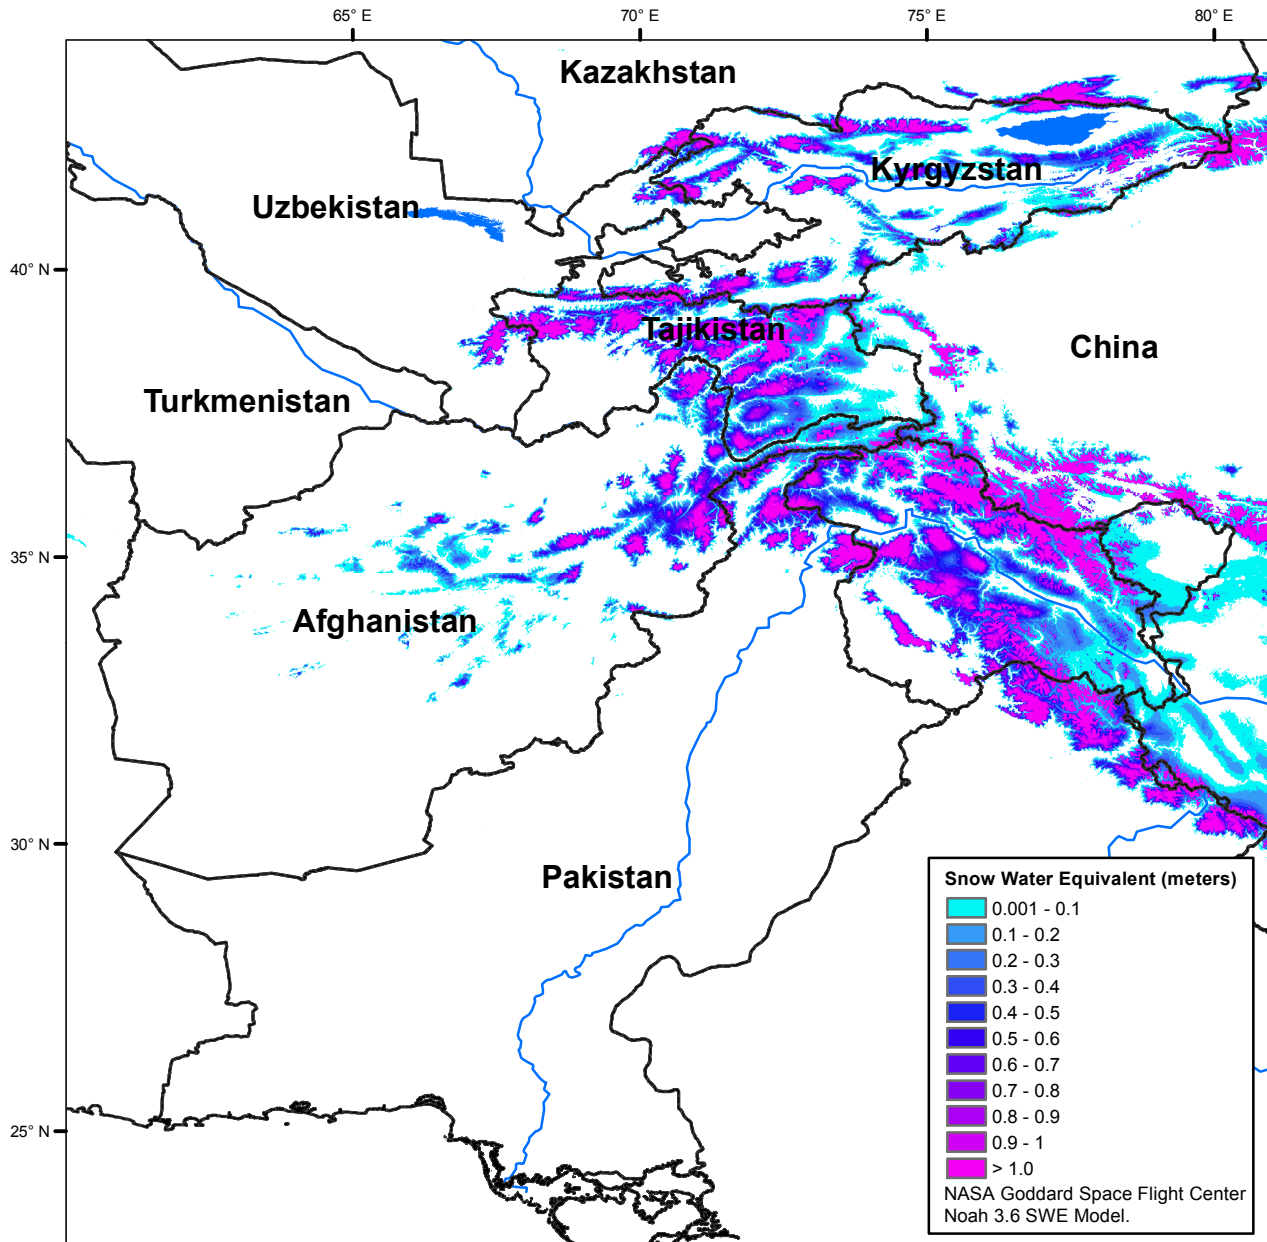 65° E
70° E
75° E
80° E
Kazakhstan
Kyrgyzstan
Uzbekistan
40° N
Tajikistan
China
Turkmenistan
35° N
Afghanistan
30° N
Pakistan
25° N
Snow Water Equivalent (meters)
0.001 - 0.1
0.1 - 0.2
0.2 - 0.3
0.3 - 0.4
0.4 - 0.5
0.5 - 0.6
0.6 - 0.7
0.7 - 0.8
0.8 - 0.9
0.9 - 1
> 1.0
NASA Goddard Space Flight Center
Noah 3.6 SWE Model.